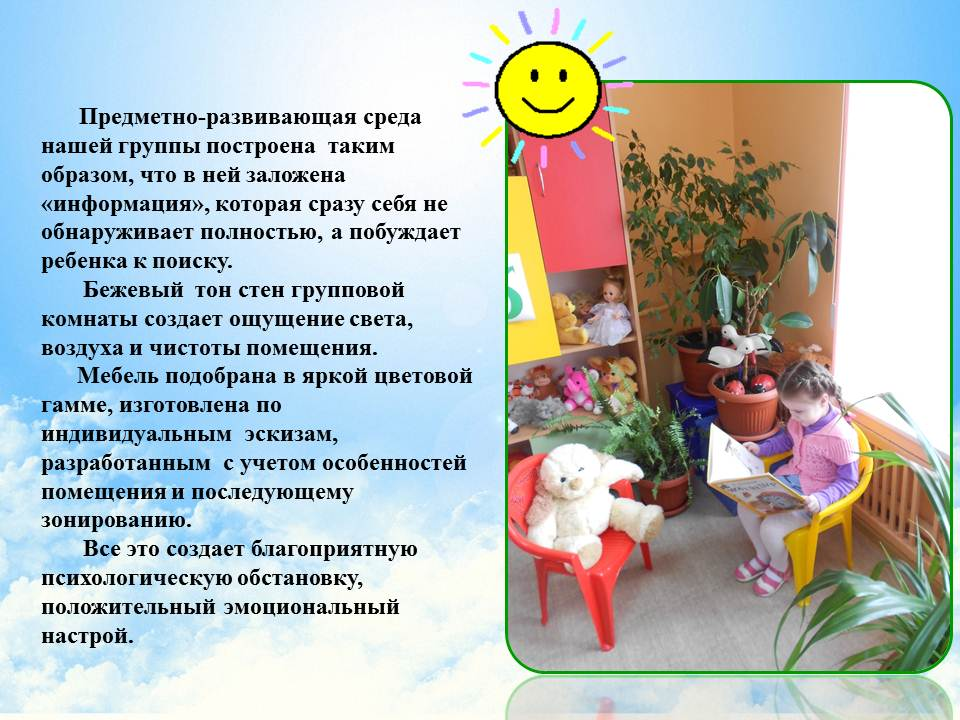 Предметно-развивающая среда
нашей группы построена  таким
образом, что в ней заложена
«информация», которая сразу себя не
обнаруживает полностью, а побуждает
ребенка к поиску.
Бежевый  тон стен групповой
комнаты создает ощущение света,
воздуха и чистоты помещения.
Мебель подобрана в яркой цветовой
гамме, изготовлена по
индивидуальным  эскизам,
разработанным  с учетом особенностей
помещения и последующему
зонированию.
Все это создает благоприятную
психологическую обстановку,
положительный эмоциональный
настрой.